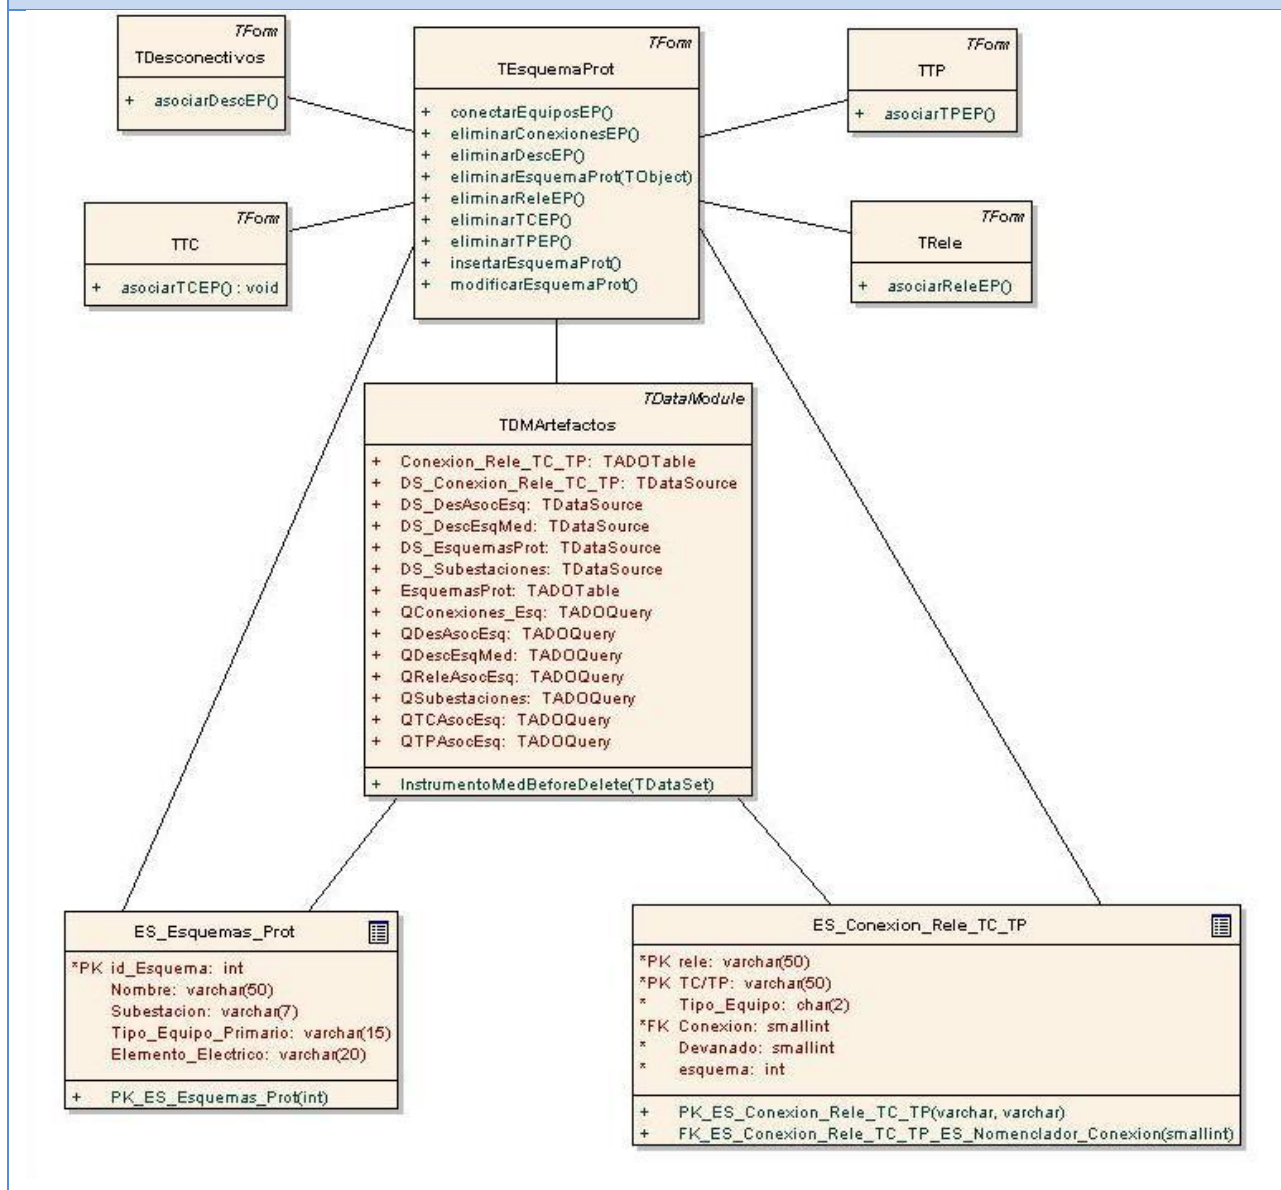 TForm
TDesconectivos
+ asociarDescEP()
TForm
TEsquemaProt
+ conectarEquiposEP()
+ eliminarConexionesEP()
+ eliminarDescEP()
+ eliminarEsquemaProt(TObject)
+ eliminarReleEP()
+ eliminarTCEP()
+ eliminarTPEP()
+ insertarEsquemaProt()
+ modificarEsquemaProt()
TForm
TTP
+ asociarTPEP()
TForm
TTC
+ asociarTCEP() : void
TForm
TRele
+ asociarReleEP()
TDataModule
TDMArtefactos
+ Conexion_Rele_TC_TP: TADOTable
+ DS_Conexion_Rele_TC_TP: TDataSource
+ DS_DesAsocEsq: TDataSource
+ DS_DescEsqMed: TDataSource
+ DS_EsquemasProt: TDataSource
+ DS_Subestaciones: TDataSource
+ EsquemasProt: TADOTable
+ QConexiones_Esq: TADOQuery
+ QDesAsocEsq: TADOQuery
+ QDescEsqMed: TADOQuery
+ QReleAsocEsq: TADOQuery
+ QSubestaciones: TADOQuery
+ QTCAsocEsq: TADOQuery
+ QTPAsocEsq: TADOQuery
+ InstrumentoMedBeforeDelete(TDataSet)
ES_Esquemas_Prot
*PK id_Esquema: int
Nombre: varchar(50)
Subestacion: varchar(7)
Tipo_Equipo_Primario: varchar(15)
Elemento_Electrico: varchar(20)
+ PK_ES_Esquemas_Prot(int)
ES_Conexion_Rele_TC_TP
*PK rele: varchar(50)
*PK TC/TP: varchar(50)
* Tipo_Equipo: char(2)
*FK Conexion: smallint
* Devanado: smallint
* esquema: int
+ PK_ES_Conexion_Rele_TC_TP(varchar, varchar)
+ FK_ES_Conexion_Rele_TC_TP_ES_Nomenclador_Conexion(smallint)